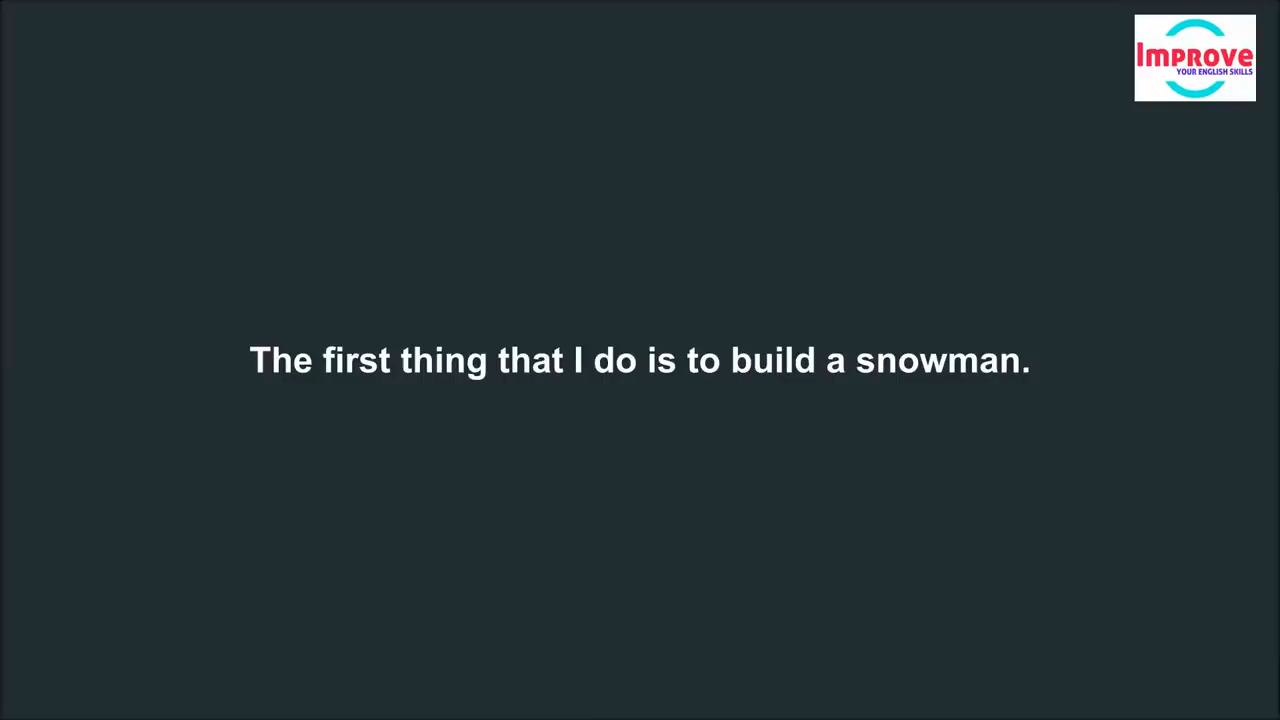 Improve
YOUR ENGLISH SKILLS
The first thing that I do is to build a snowman.